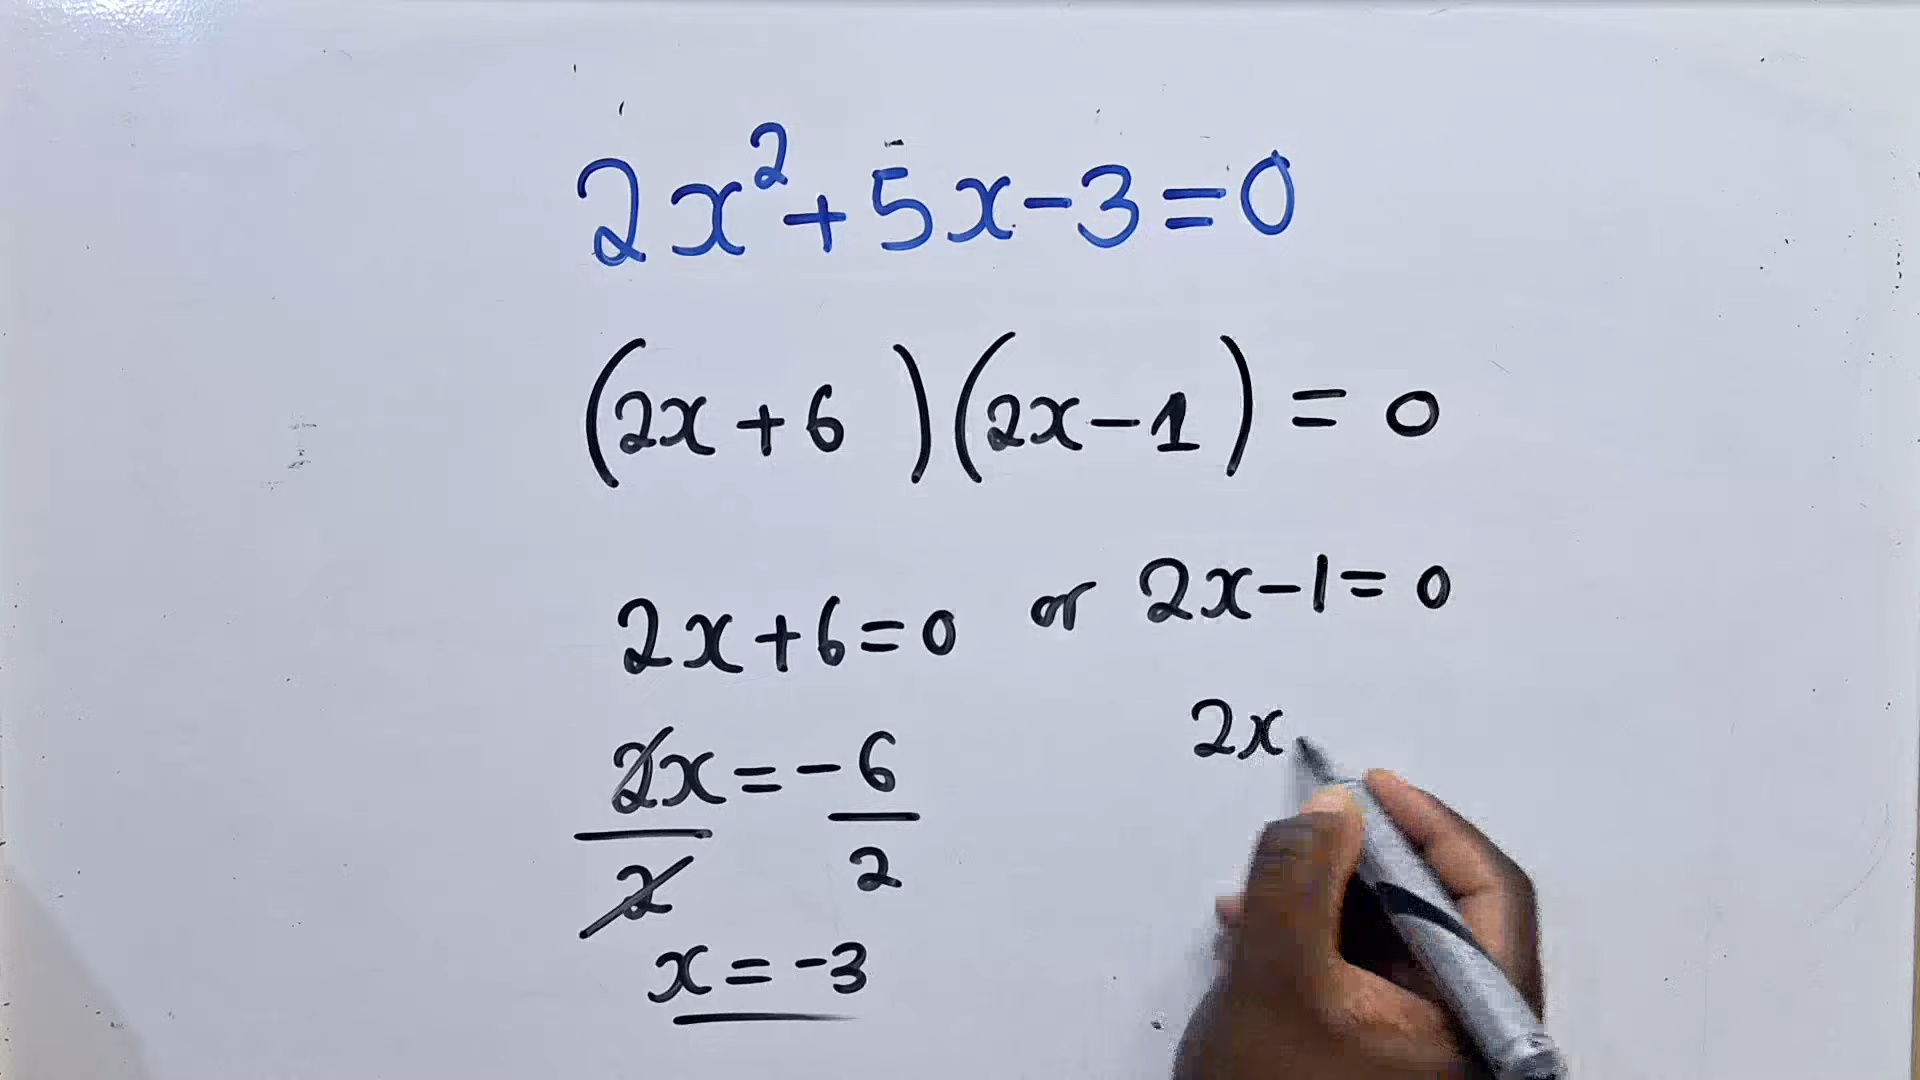 2x²+5x-3=0
(2x+6)(2x-1)=0
2x+6=0 or 2x-1=0
2x/2=-6/2 2x
x=-3